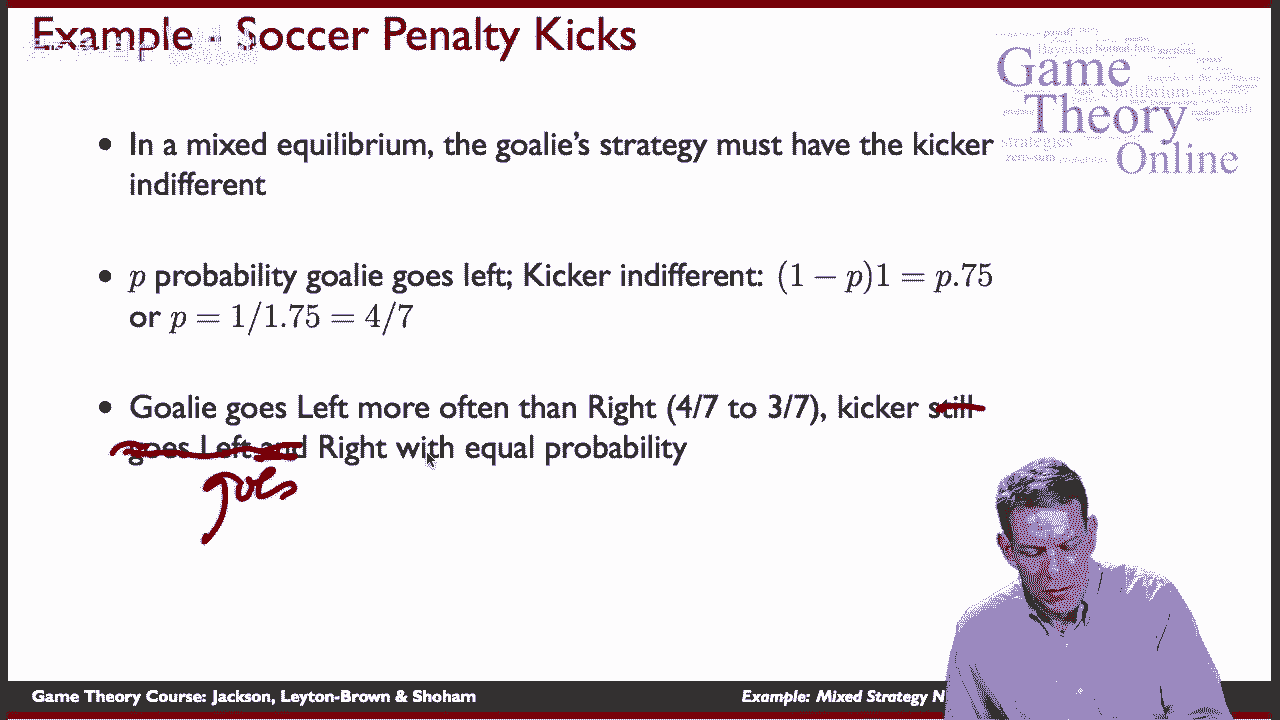 Example - Soccer Penalty Kicks
Game
Theory
Online
• In a mixed equilibrium, the goalie's strategy must have the kicker
indifferent
• p probability goalie goes left; Kicker indifferent: (1 − p)1 = p.75
or p = 1/1.75 = 4/7
• Goalie goes Left more often than Right (4/7 to 3/7), kicker still
goes Left and Right with equal probability
goes
Game Theory Course: Jackson, Leyton-Brown & Shoham
Example: Mixed Strategy N